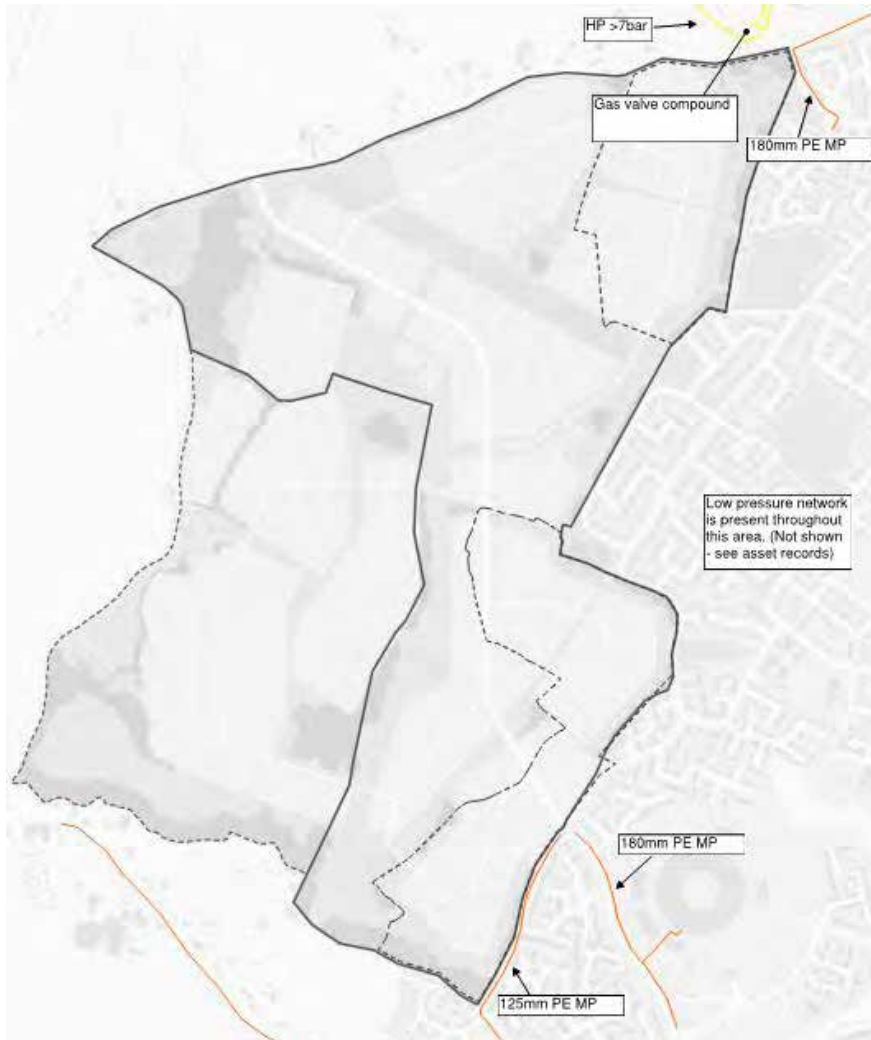 HP >7bar
Gas valve compound
180mm PE MP
Low pressure network
is present throughout
this area. (Not shown
- see asset records)
180mm PE MP
125mm PE MP